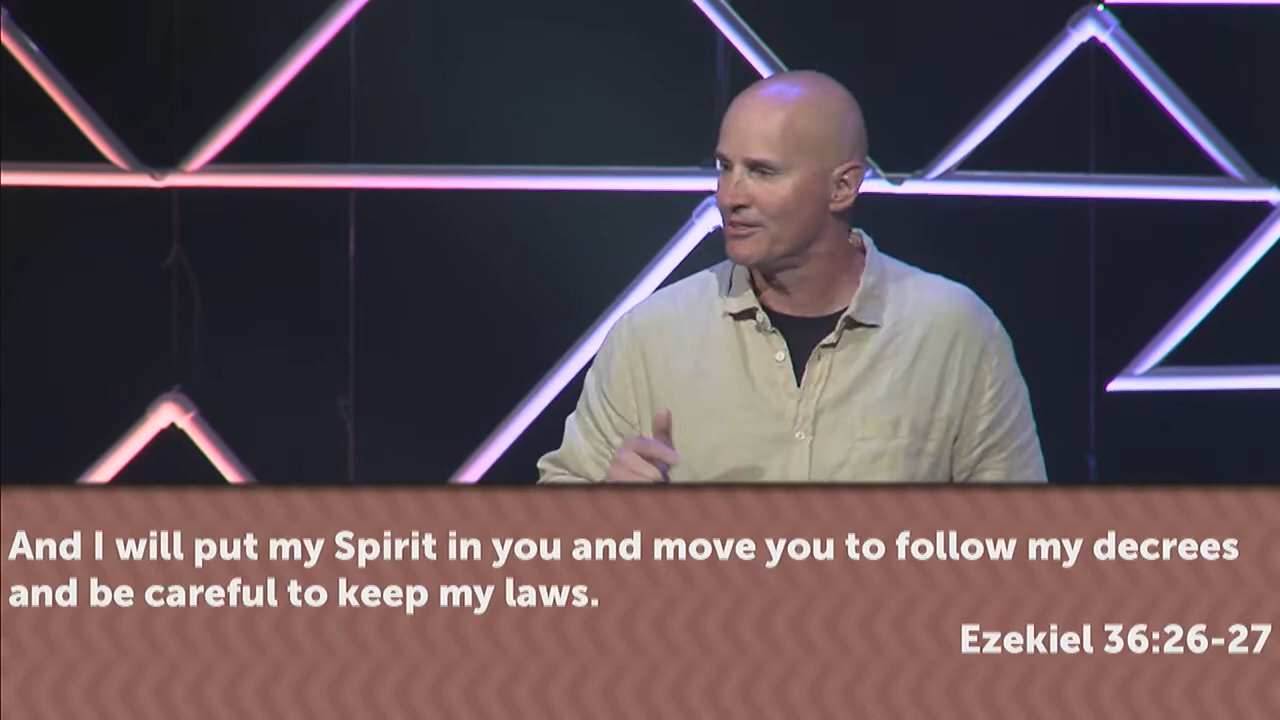 And I will put my Spirit in you and move you to follow my decrees
and be careful to keep my laws.
Ezekiel 36:26-27